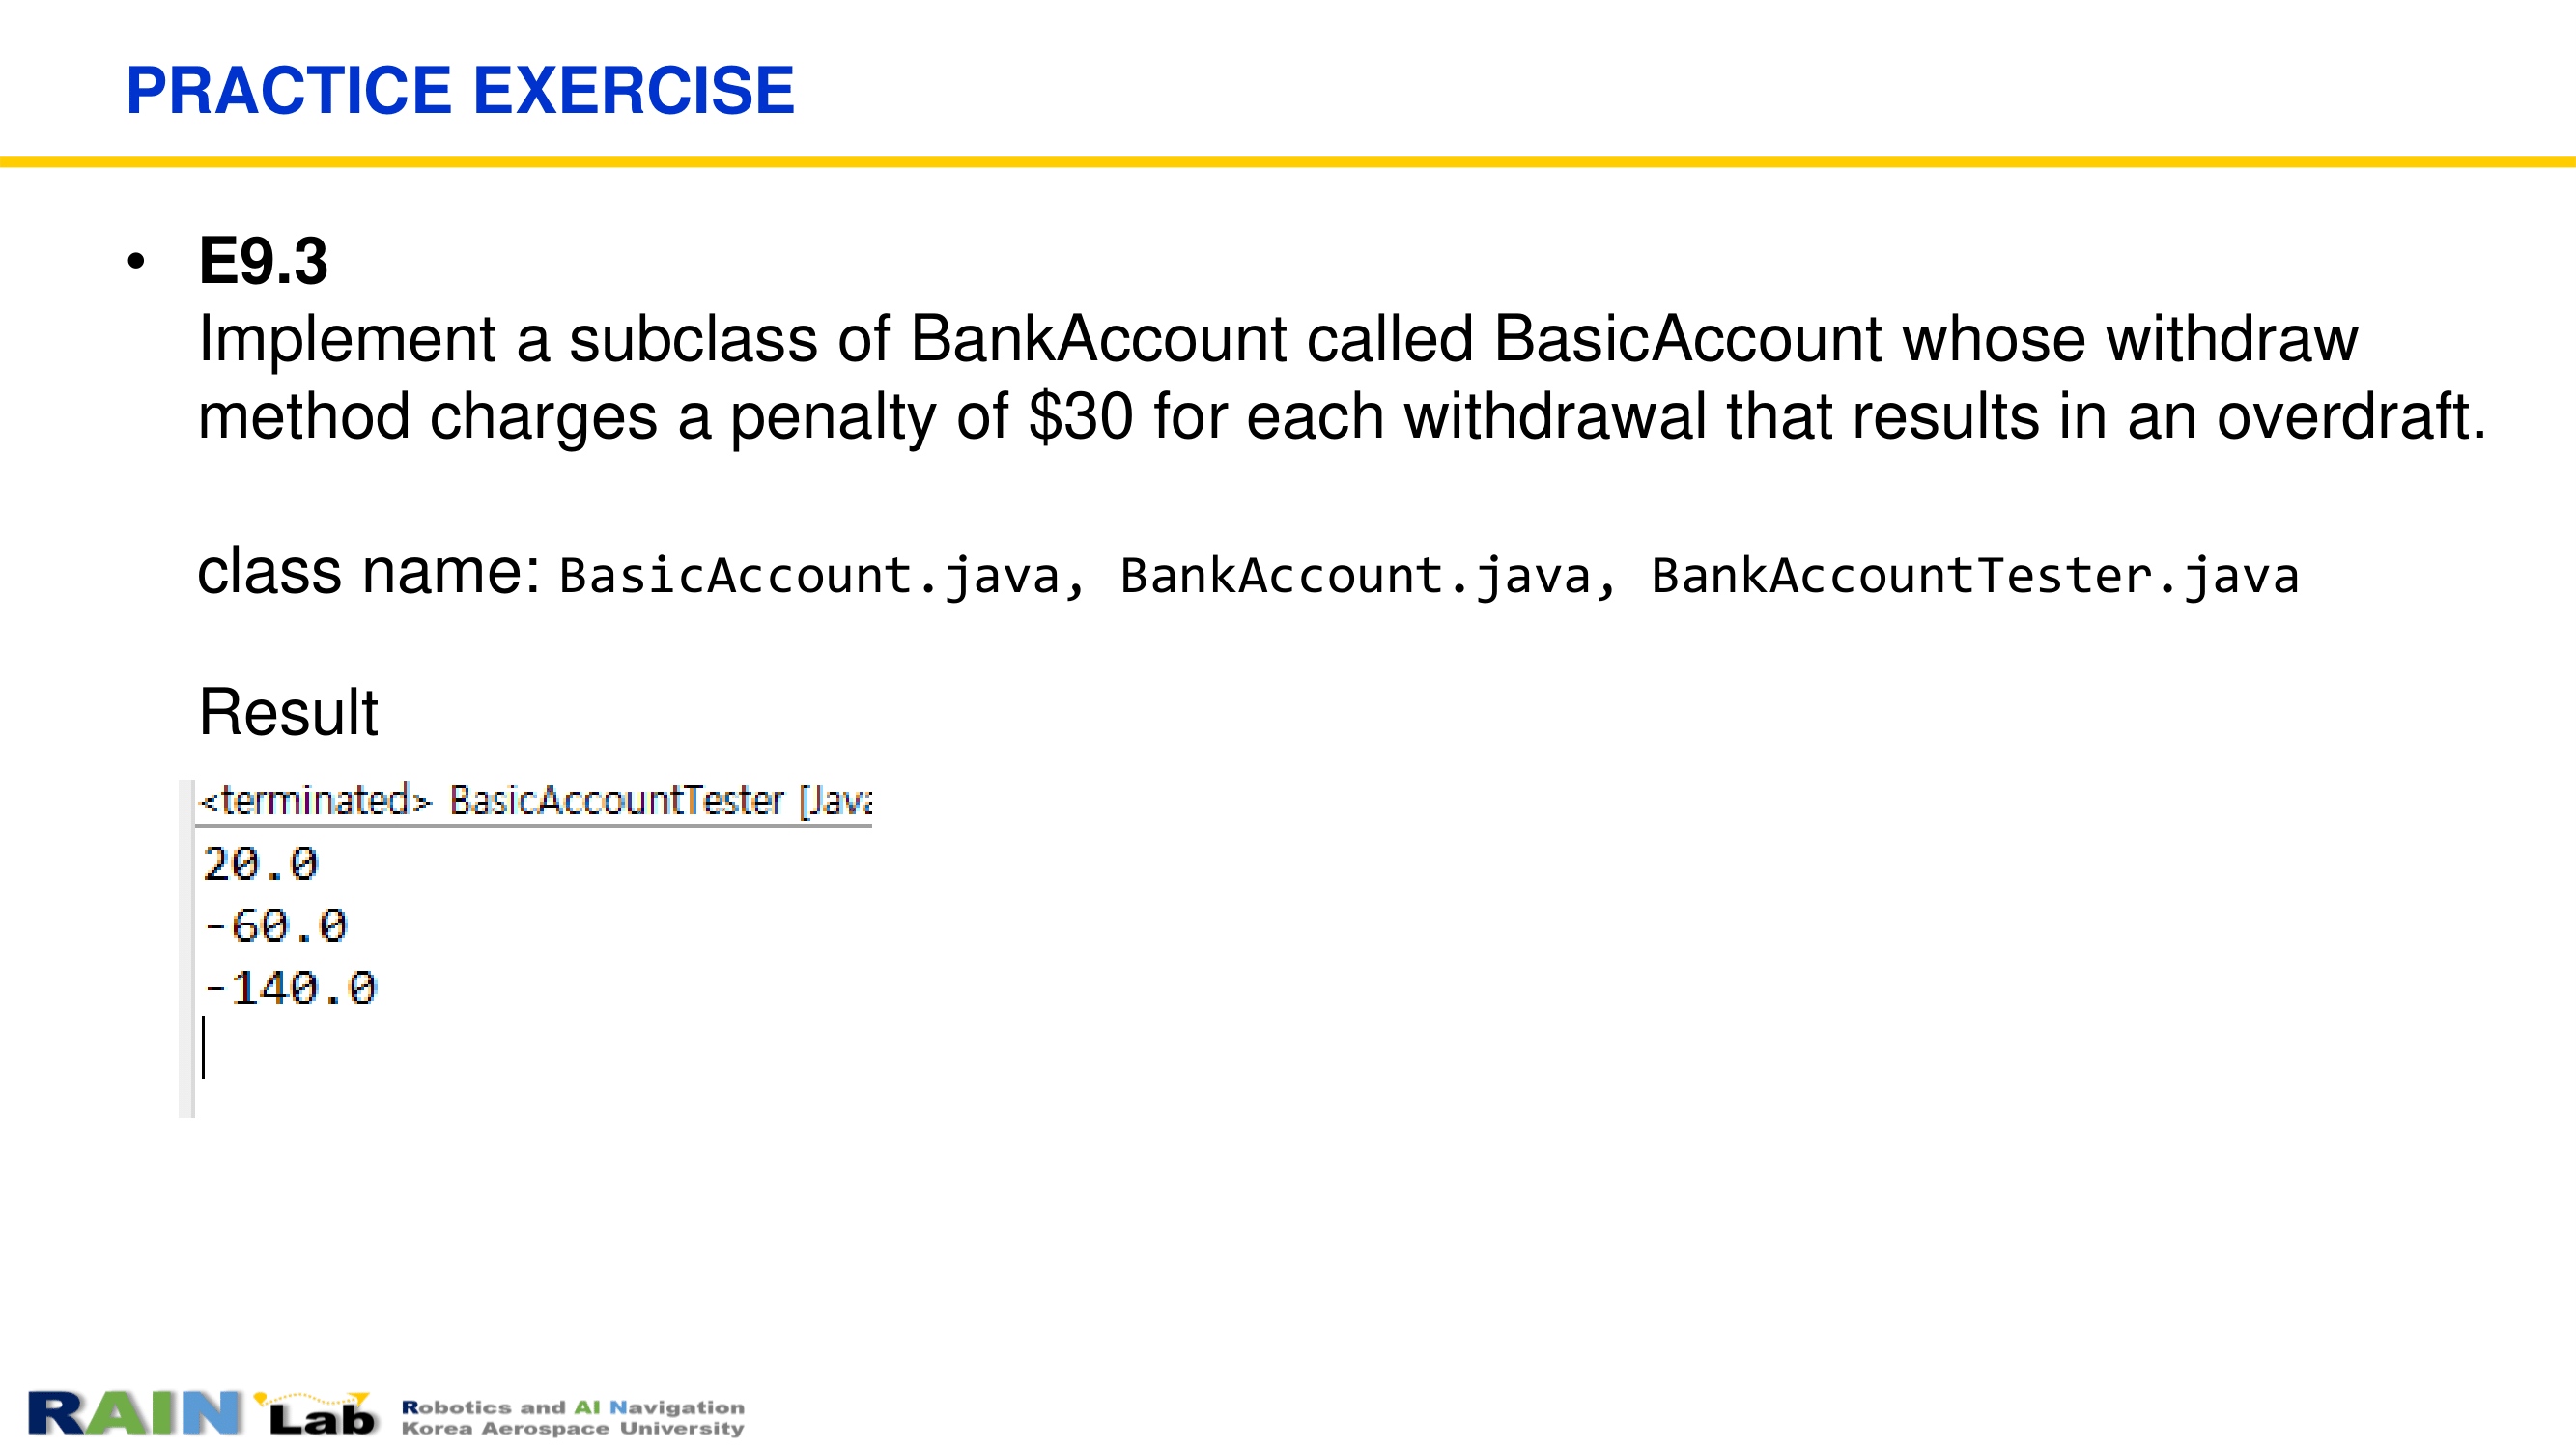 PRACTICE EXERCISE
• E9.3
Implement a subclass of BankAccount called BasicAccount whose withdraw
method charges a penalty of $30 for each withdrawal that results in an overdraft.
class name: BasicAccount.java, BankAccount.java, BankAccountTester.java
Result
<terminated> BasicAccountTester [Java
20.0
-60.0
-140.0
RAIN Lab
Robotics and AI Navigation
Korea Aerospace University